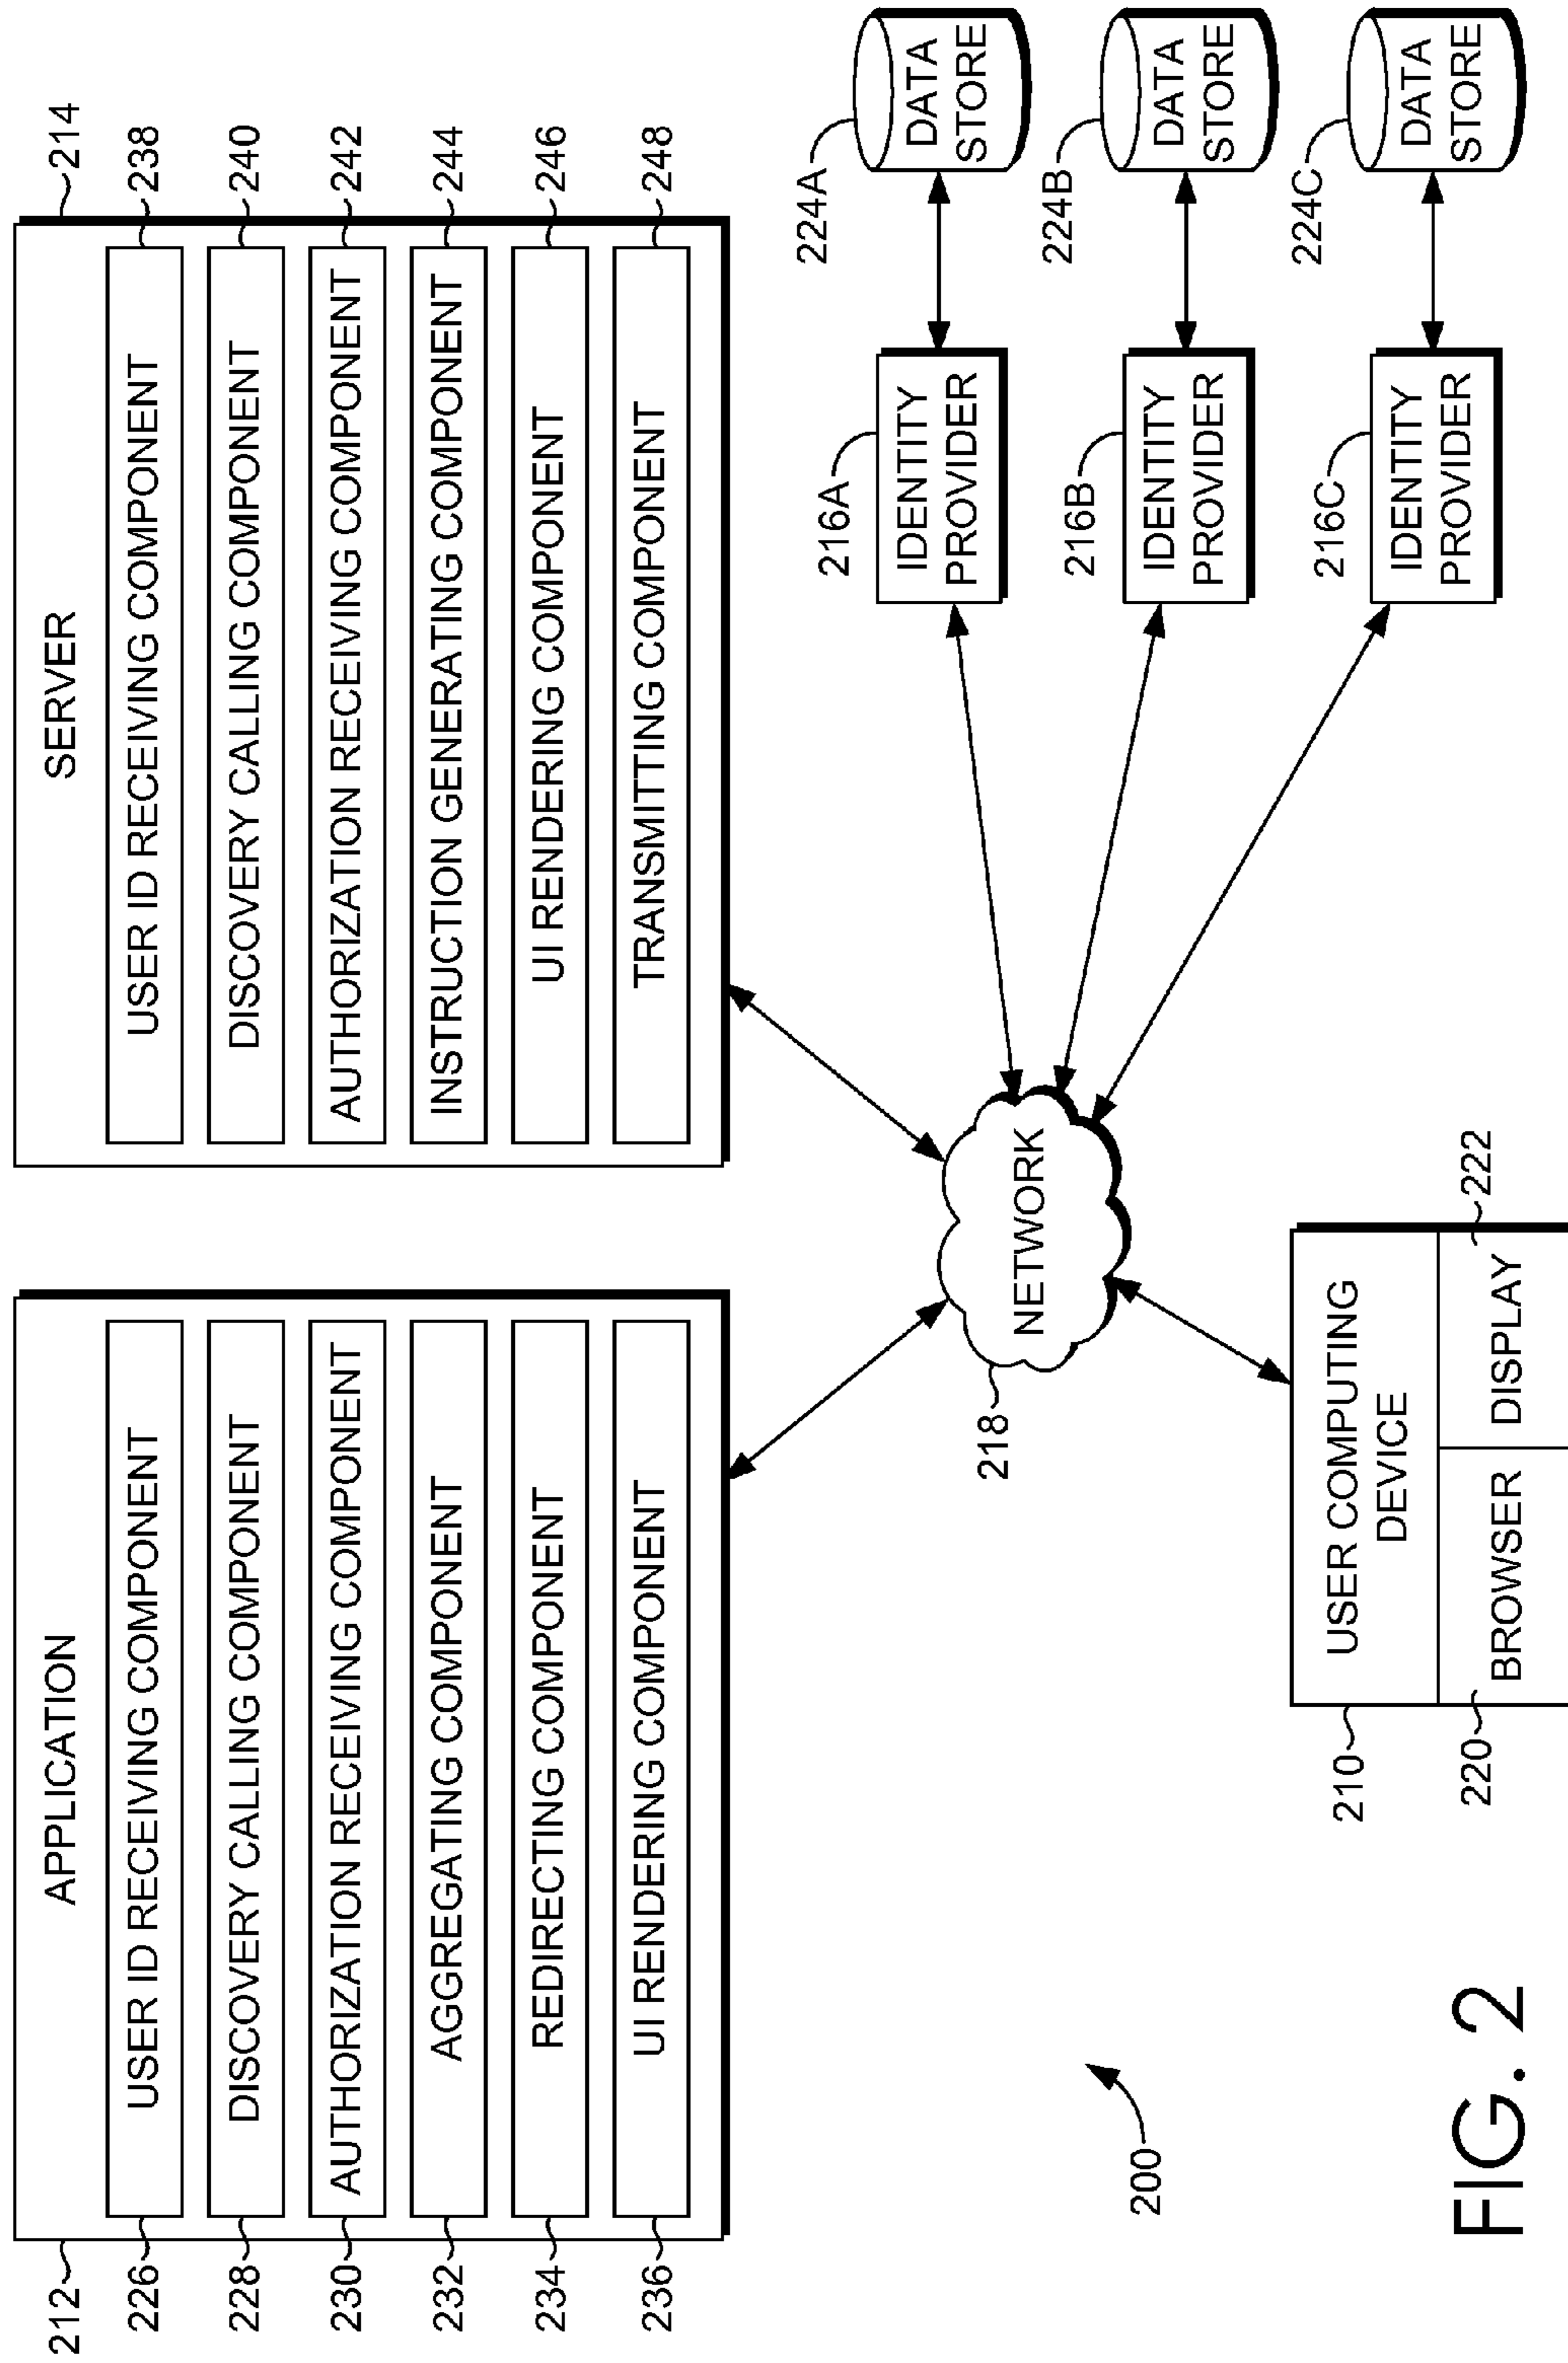 APPLICATION
212
USER ID RECEIVING COMPONENT
226
DISCOVERY CALLING COMPONENT
228
AUTHORIZATION RECEIVING COMPONENT
230
AGGREGATING COMPONENT
232
REDIRECTING COMPONENT
234
UI RENDERING COMPONENT
236
SERVER
214
USER ID RECEIVING COMPONENT
238
DISCOVERY CALLING COMPONENT
240
AUTHORIZATION RECEIVING COMPONENT
242
INSTRUCTION GENERATING COMPONENT
244
UI RENDERING COMPONENT
246
TRANSMITTING COMPONENT
248
NETWORK
218
216A
IDENTITY
PROVIDER
224A
DATA
STORE
216B
IDENTITY
PROVIDER
224B
DATA
STORE
216C
IDENTITY
PROVIDER
224C
DATA
STORE
200
210
USER COMPUTING
DEVICE
220
BROWSER
DISPLAY
222
FIG. 2